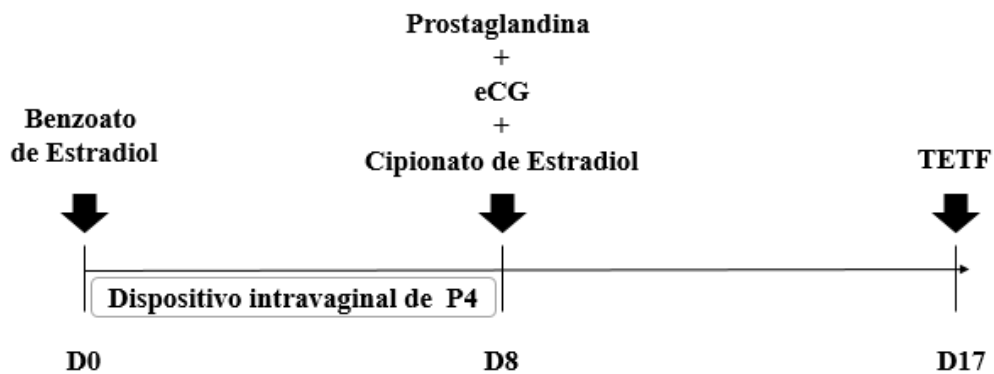 Prostaglandina
+
eCG
+
Cipionato de Estradiol
Benzoato
de Estradiol
TETF
Dispositivo intravaginal de P4
D0
D8
D17